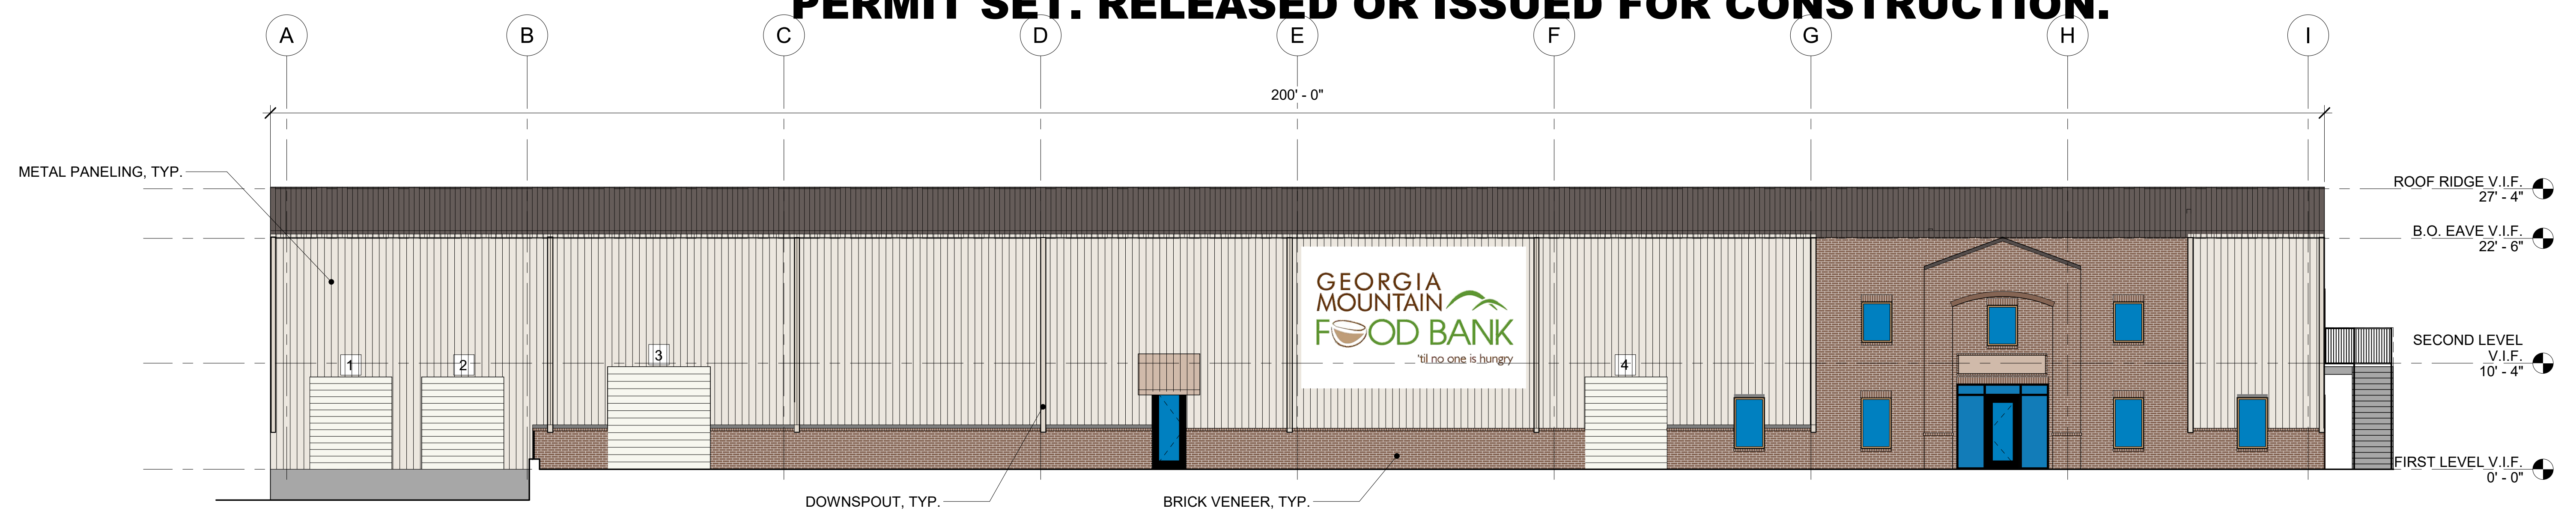 PERMIT SET. RELEASED OR ISSUED FOR CONSTRUCTION.
A B C D E F G H I
200' - 0"
METAL PANELING, TYP.
ROOF RIDGE V.I.F.
27' - 4"
B.O. EAVE V.I.F.
22' - 6"
GEORGIA
MOUNTAIN
FOOD BANK
'til no one is hungry
SECOND LEVEL
V.I.F.
10' - 4"
1 2 3 4
FIRST LEVEL V.I.F.
0' - 0"
DOWNSPOUT, TYP.
BRICK VENEER, TYP.